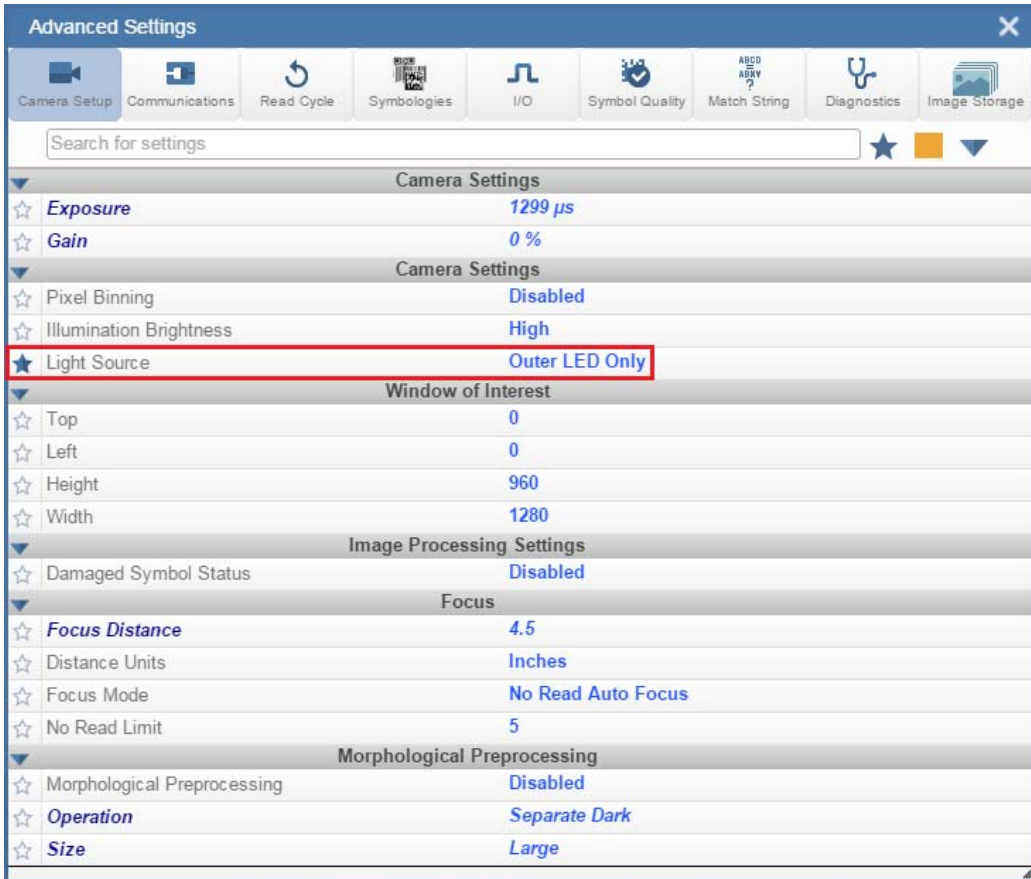 Advanced Settings
Camera Setup Communications Read Cycle Symbologies I/O Symbol Quality ABCD = ABXY ? Match String Diagnostics Image Storage
Search for settings
Camera Settings
Exposure 1299 µs
Gain 0 %
Camera Settings
Pixel Binning Disabled
Illumination Brightness High
Light Source Outer LED Only
Window of Interest
Top 0
Left 0
Height 960
Width 1280
Image Processing Settings
Damaged Symbol Status Disabled
Focus
Focus Distance 4.5
Distance Units Inches
Focus Mode No Read Auto Focus
No Read Limit 5
Morphological Preprocessing
Morphological Preprocessing Disabled
Operation Separate Dark
Size Large